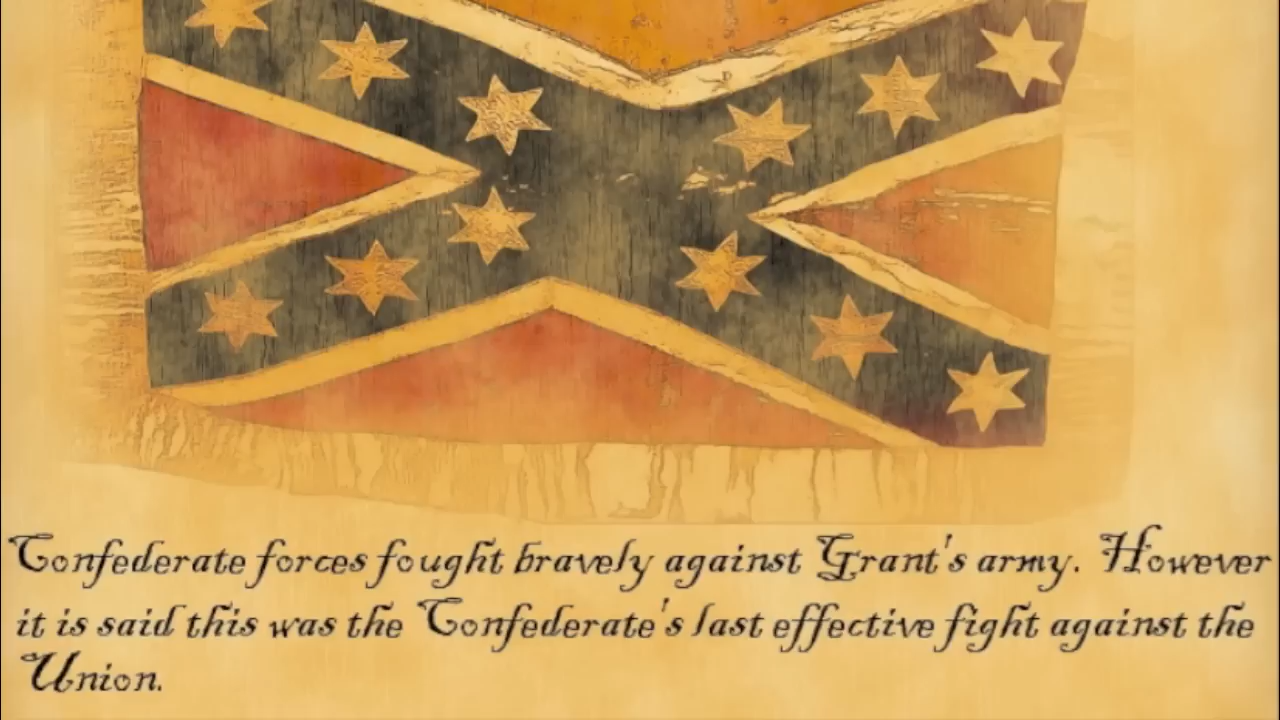 Confederate forces fought bravely against Grant's army. However
it is said this was the Confederate's last effective fight against the
Union.